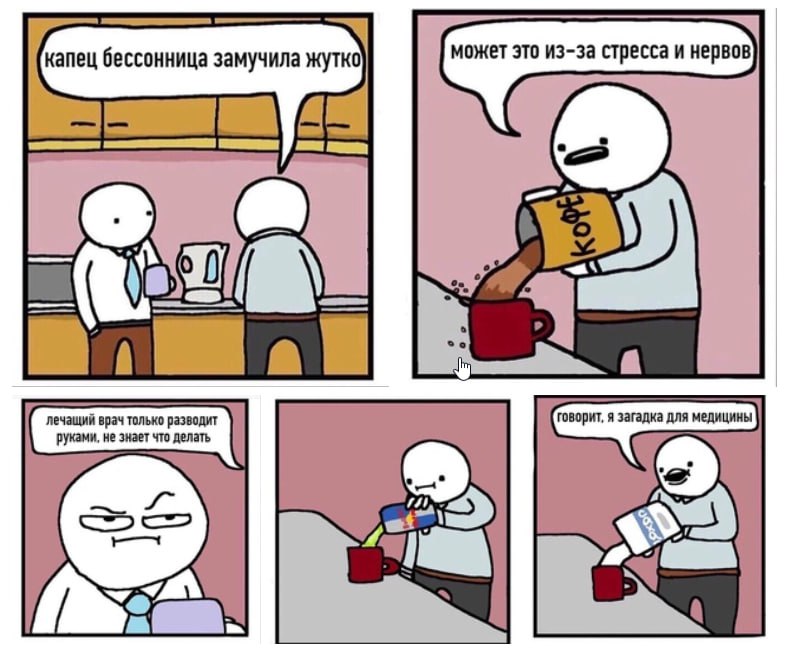 капец бессонница замучила жутко
может это из-за стресса и нервов
КОФЕ
лечащий врач только разводит
руками, не знает что делать
говорит, я загадка для медицины
сахар